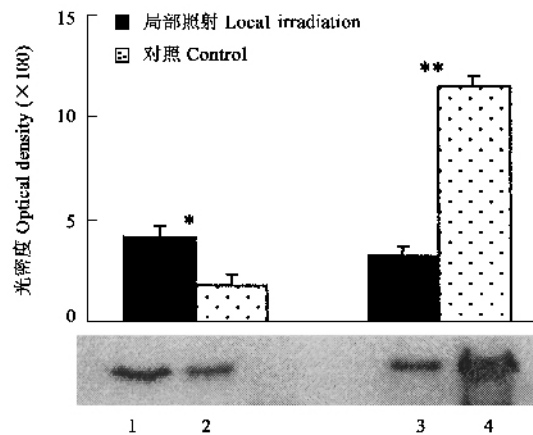 光密度 Optical density (×100)
15
10
5
0
局部照射 Local irradiation
对照 Control
*
**
1 2 3 4